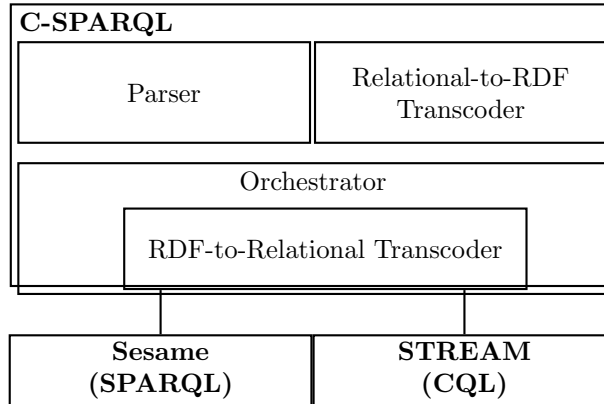 C-SPARQL
Parser
Relational-to-RDF
Transcoder
Orchestrator
RDF-to-Relational Transcoder
Sesame
(SPARQL)
STREAM
(CQL)